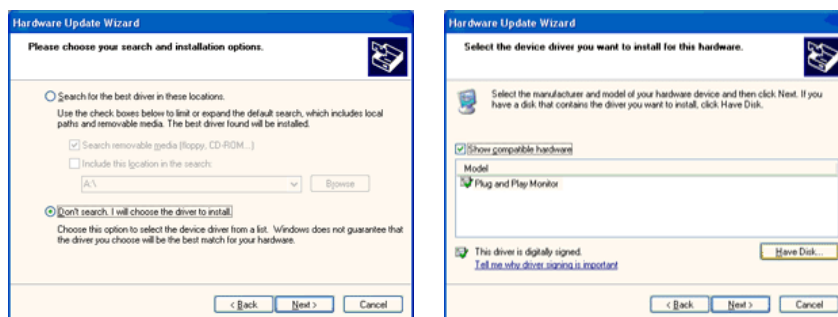 Hardware Update Wizard
Please choose your search and installation options.
Search for the best driver in these locations.
Use the check boxes below to limit or expand the default search, which includes local
paths and removable media. The best driver found will be installed.
Search removable media (floppy, CD-ROM...)
Include this location in the search:
A:\
Browse
Don't search. I will choose the driver to install.
Choose this option to select the device driver from a list. Windows does not guarantee that
the driver you choose will be the best match for your hardware.
< Back
Next >
Cancel
Hardware Update Wizard
Select the device driver you want to install for this hardware.
Select the manufacturer and model of your hardware device and then click Next. If you
have a disk that contains the driver you want to install, click Have Disk.
Show compatible hardware
Model
Plug and Play Monitor
This driver is digitally signed.
Tell me why driver signing is important
Have Disk...
< Back
Next >
Cancel